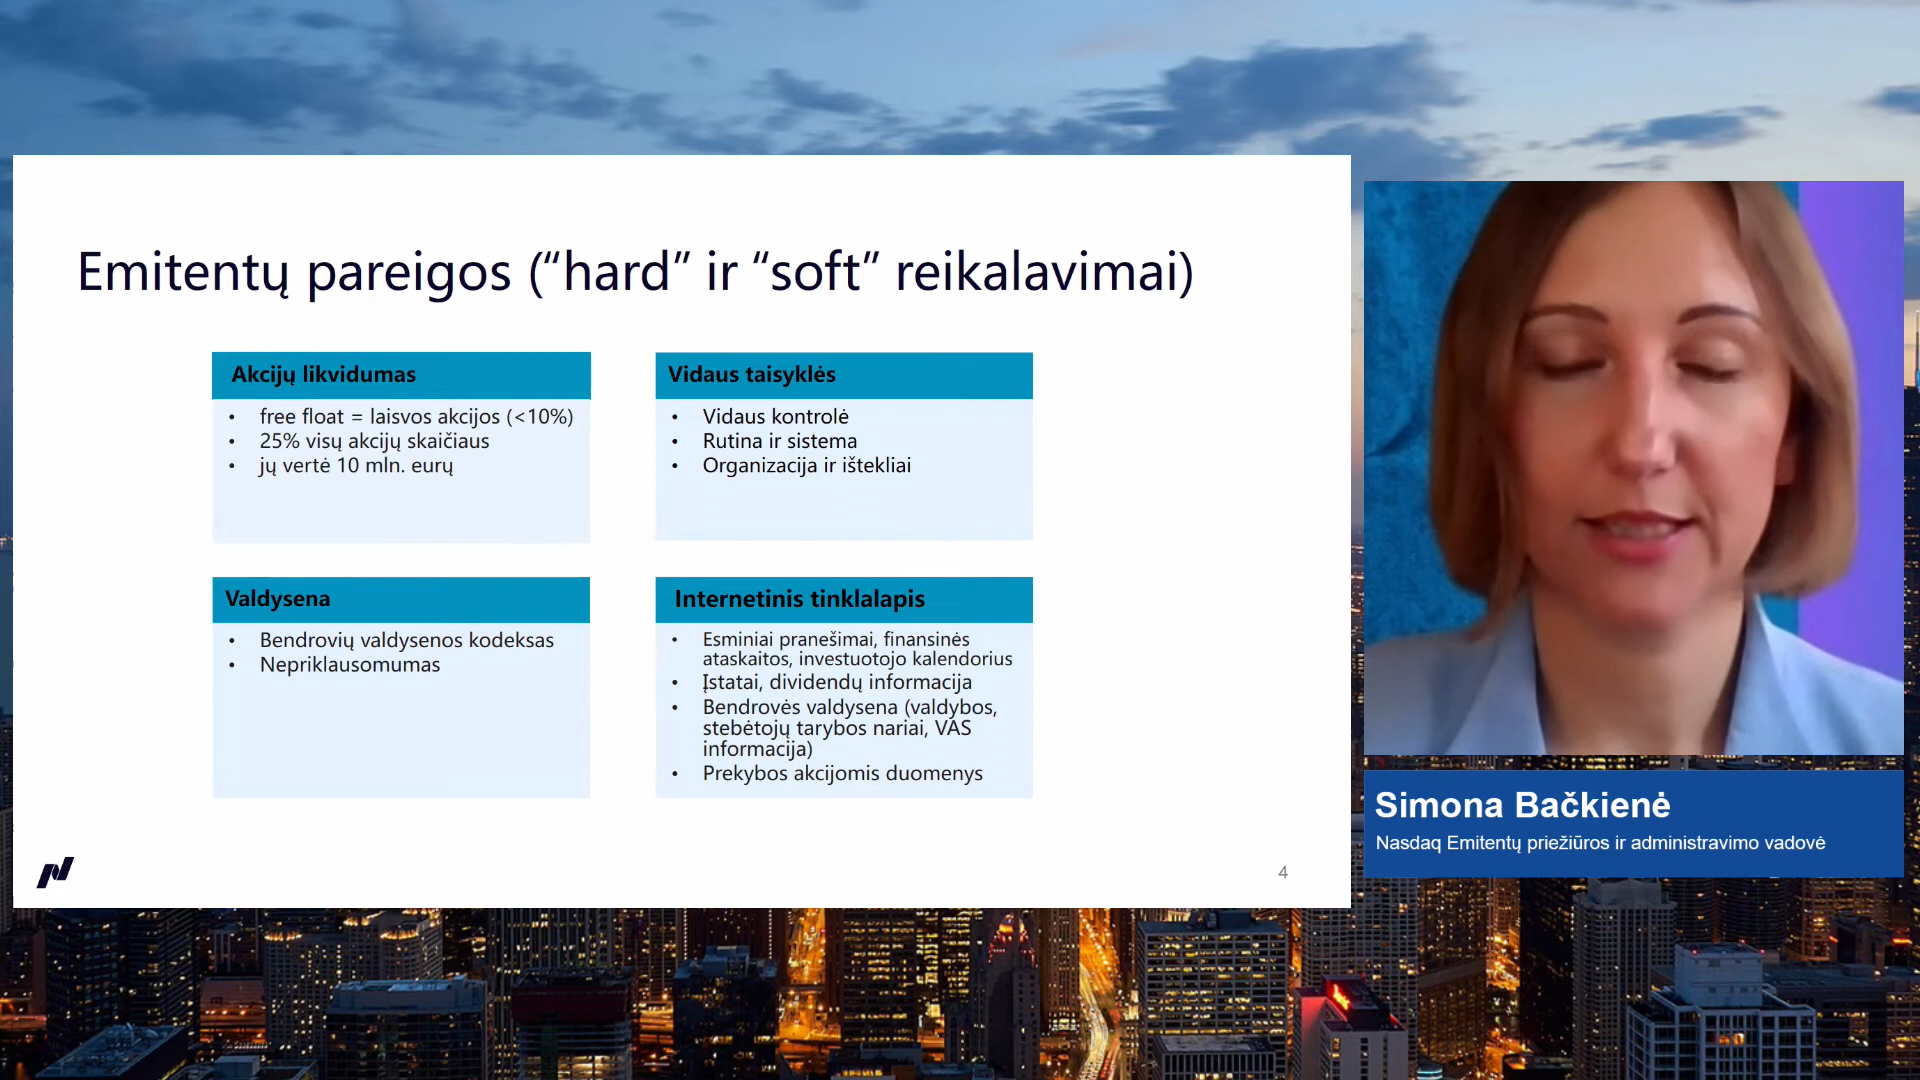 Emitentų pareigos (“hard” ir “soft” reikalavimai)
Akcijų likvidumas
• free float = laisvos akcijos (<10%)
• 25% visų akcijų skaičiaus
• jų vertė 10 mln. eurų
Vidaus taisyklės
• Vidaus kontrolė
• Rutina ir sistema
• Organizacija ir ištekliai
Valdysena
• Bendrovių valdysenos kodeksas
• Nepriklausomumas
Internetinis tinklalapis
• Esminiai pranešimai, finansinės
ataskaitos, investuotojo kalendorius
• Įstatai, dividendų informacija
• Bendrovės valdysena (valdybos,
stebėtojų tarybos nariai, VAS
informacija)
• Prekybos akcijomis duomenys
4
Simona Bačkienė
Nasdaq Emitentų priežiūros ir administravimo vadovė